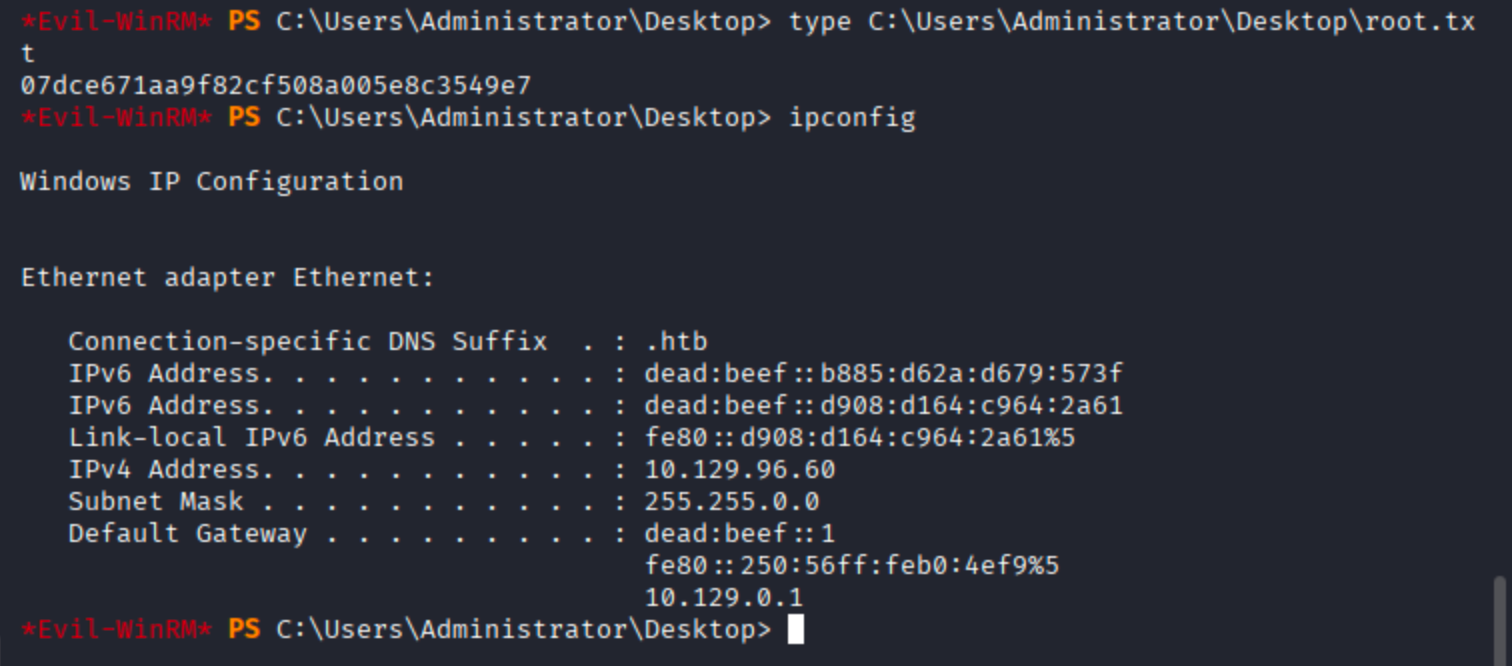 *Evil-WinRM* PS C:\Users\Administrator\Desktop> type C:\Users\Administrator\Desktop\root.tx
t
07dce671aa9f82cf508a005e8c3549e7
*Evil-WinRM* PS C:\Users\Administrator\Desktop> ipconfig
Windows IP Configuration
Ethernet adapter Ethernet:
Connection-specific DNS Suffix . : .htb
IPv6 Address. . . . . . . . . . . : dead:beef::b885:d62a:d679:573f
IPv6 Address. . . . . . . . . . . : dead:beef::d908:d164:c964:2a61
Link-local IPv6 Address . . . . . : fe80::d908:d164:c964:2a61%5
IPv4 Address. . . . . . . . . . . : 10.129.96.60
Subnet Mask . . . . . . . . . . . : 255.255.0.0
Default Gateway . . . . . . . . . : dead:beef::1
fe80::250:56ff:feb0:4ef9%5
10.129.0.1
*Evil-WinRM* PS C:\Users\Administrator\Desktop>